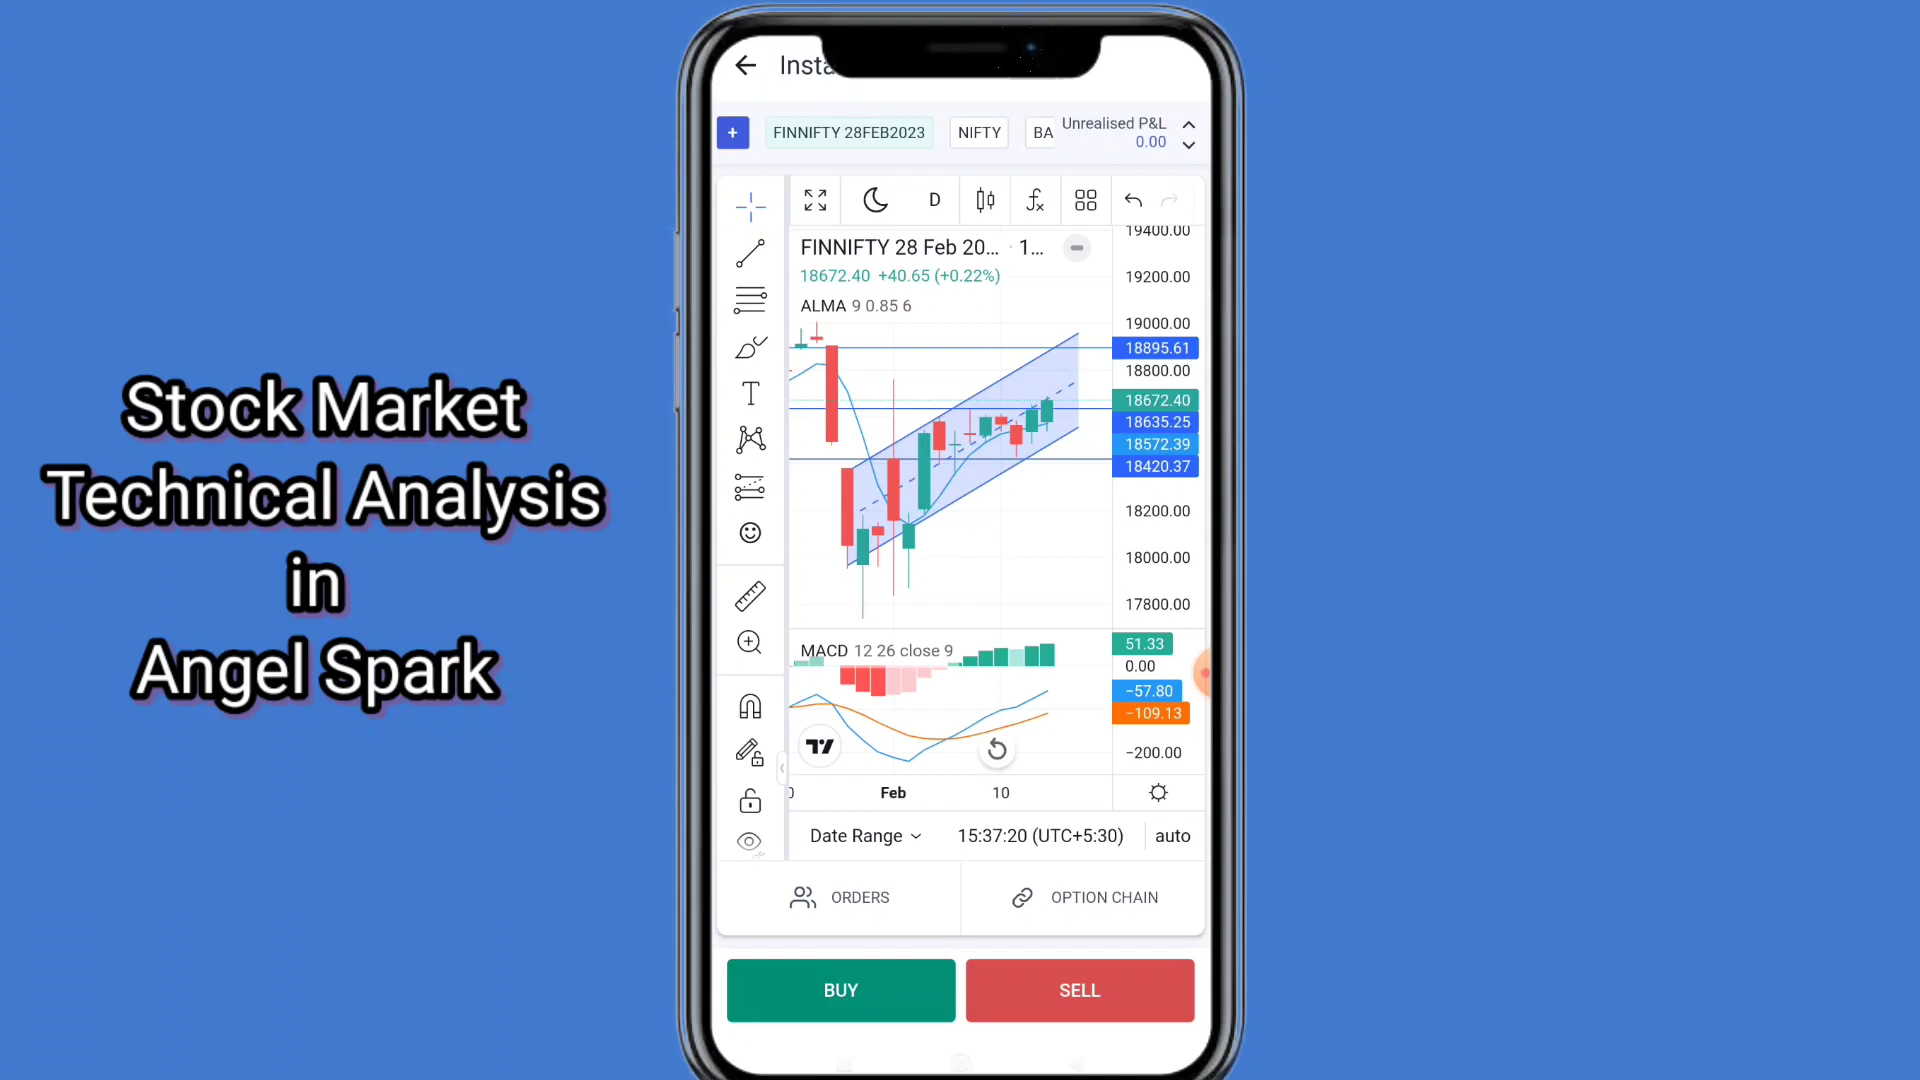 Stock Market
Technical Analysis
in
Angel Spark
Insta
+ FINNIFTY 28FEB2023 NIFTY BA Unrealised P&L
0.00
D
FINNIFTY 28 Feb 20... · 1...
18672.40 +40.65 (+0.22%)
ALMA 9 0.85 6
19400.00
19200.00
19000.00
18895.61
18800.00
18672.40
18635.25
18572.39
18420.37
18200.00
18000.00
17800.00
MACD 12 26 close 9
51.33
0.00
−57.80
−109.13
−200.00
0 Feb 10
Date Range 15:37:20 (UTC+5:30) auto
ORDERS OPTION CHAIN
BUY SELL